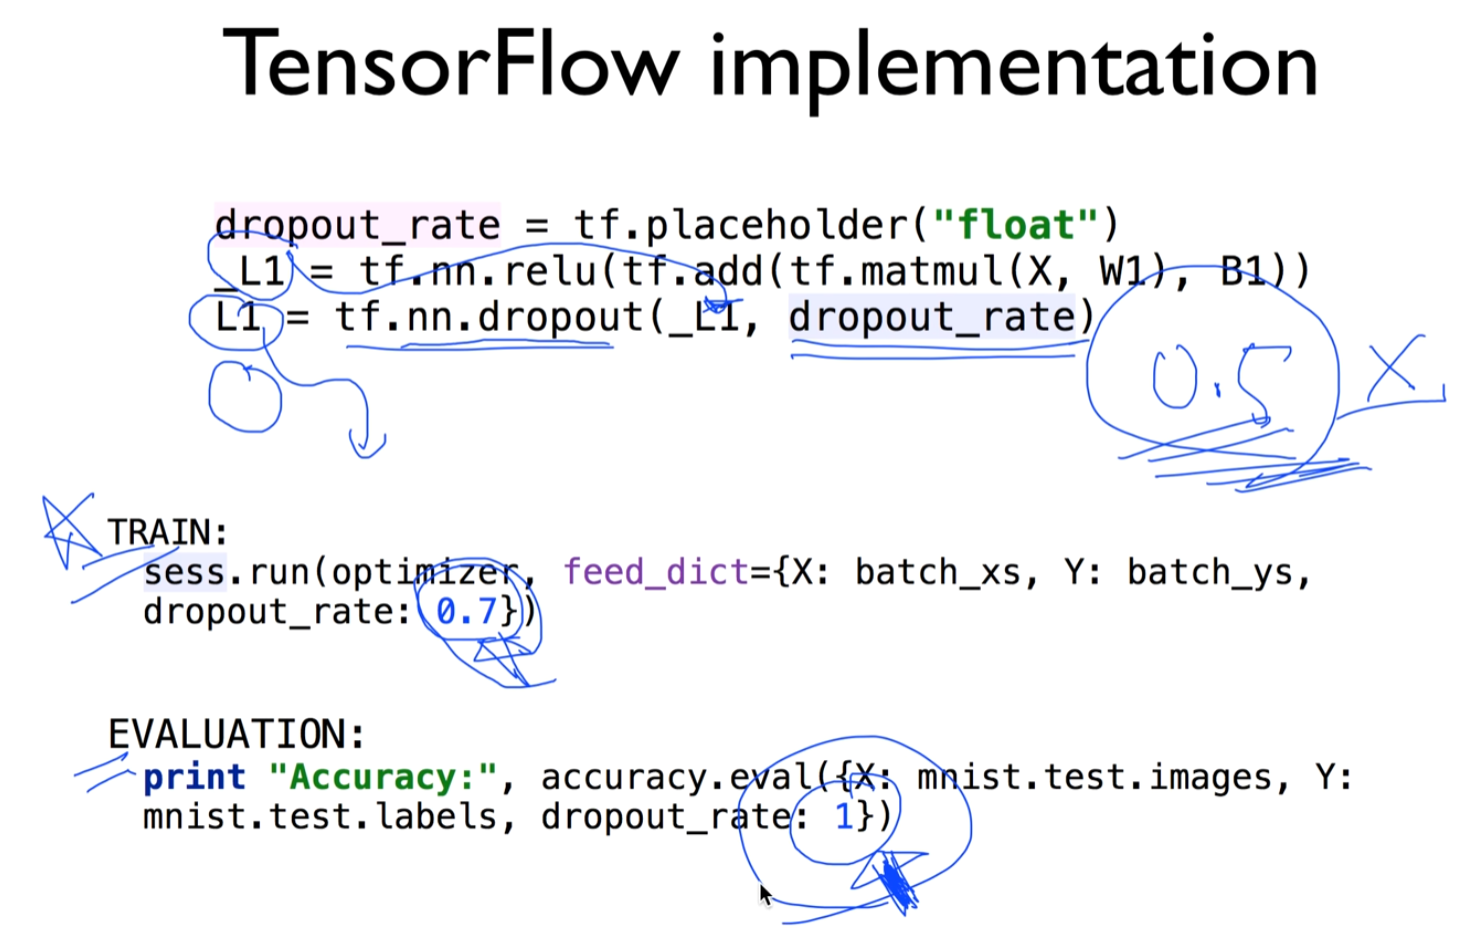 TensorFlow implementation
dropout_rate = tf.placeholder("float")
_L1 = tf.nn.relu(tf.add(tf.matmul(X, W1), B1))
L1 = tf.nn.dropout(_L1, dropout_rate)
0.5 X
TRAIN:
sess.run(optimizer, feed_dict={X: batch_xs, Y: batch_ys,
dropout_rate: 0.7})
EVALUATION:
print "Accuracy:", accuracy.eval({X: mnist.test.images, Y:
mnist.test.labels, dropout_rate: 1})